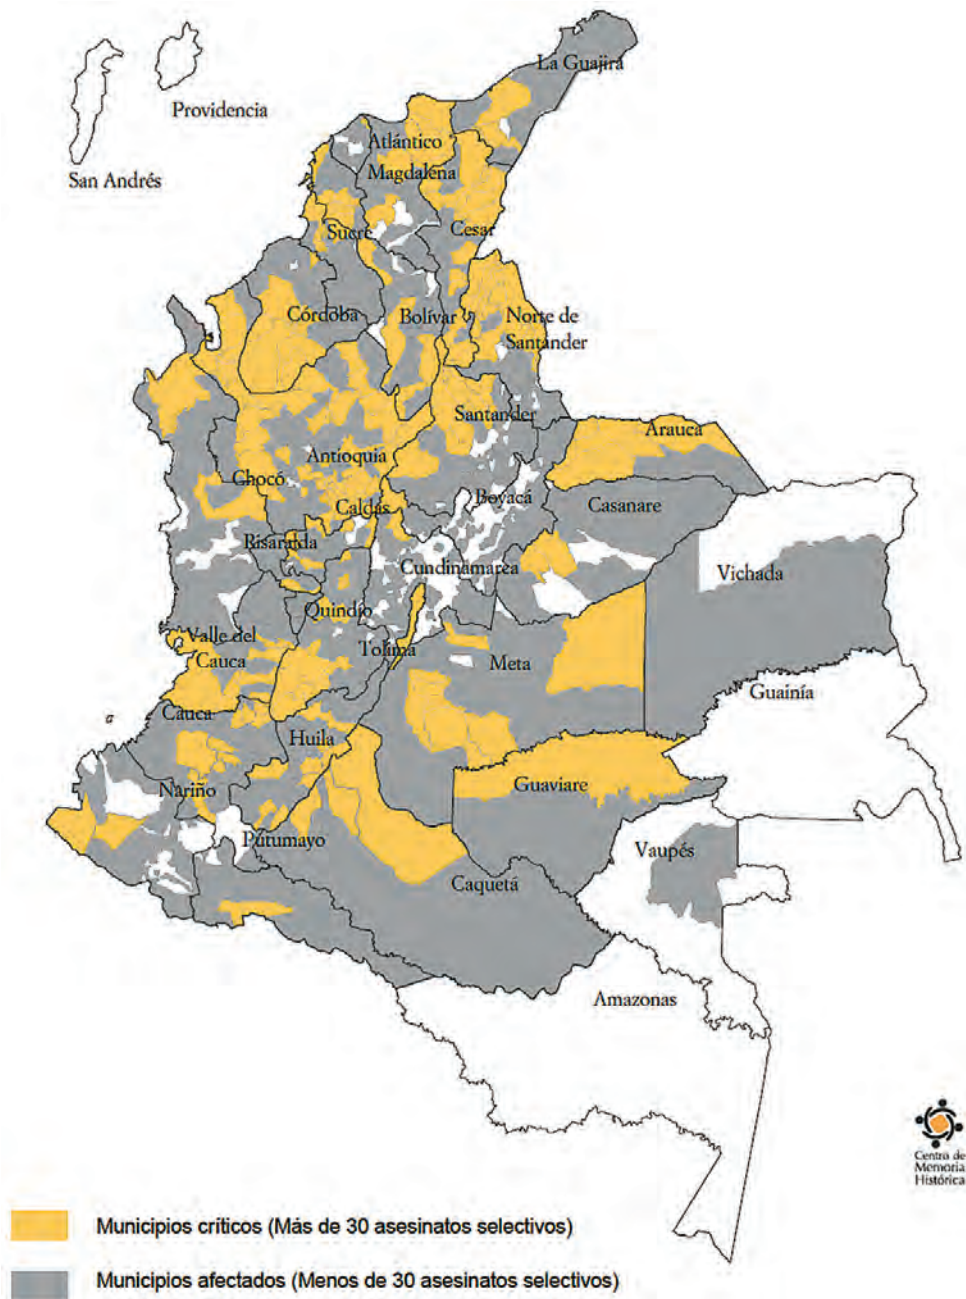 La Guajira
Providencia
San Andrés
Atlántico
Magdalena
Sucre
Cesar
Córdoba
Bolívar
Norte de
Santander
Santander
Arauca
Antioquia
Chocó
Caldas
Boyacá
Casanare
Risaralda
Cundinamarca
Vichada
Quindío
Valle del
Cauca
Tolima
Meta
Guainía
Cauca
Huila
Nariño
Guaviare
Putumayo
Vaupés
Caquetá
Amazonas
Centro de
Memoria
Histórica
Municipios críticos (Más de 30 asesinatos selectivos)
Municipios afectados (Menos de 30 asesinatos selectivos)